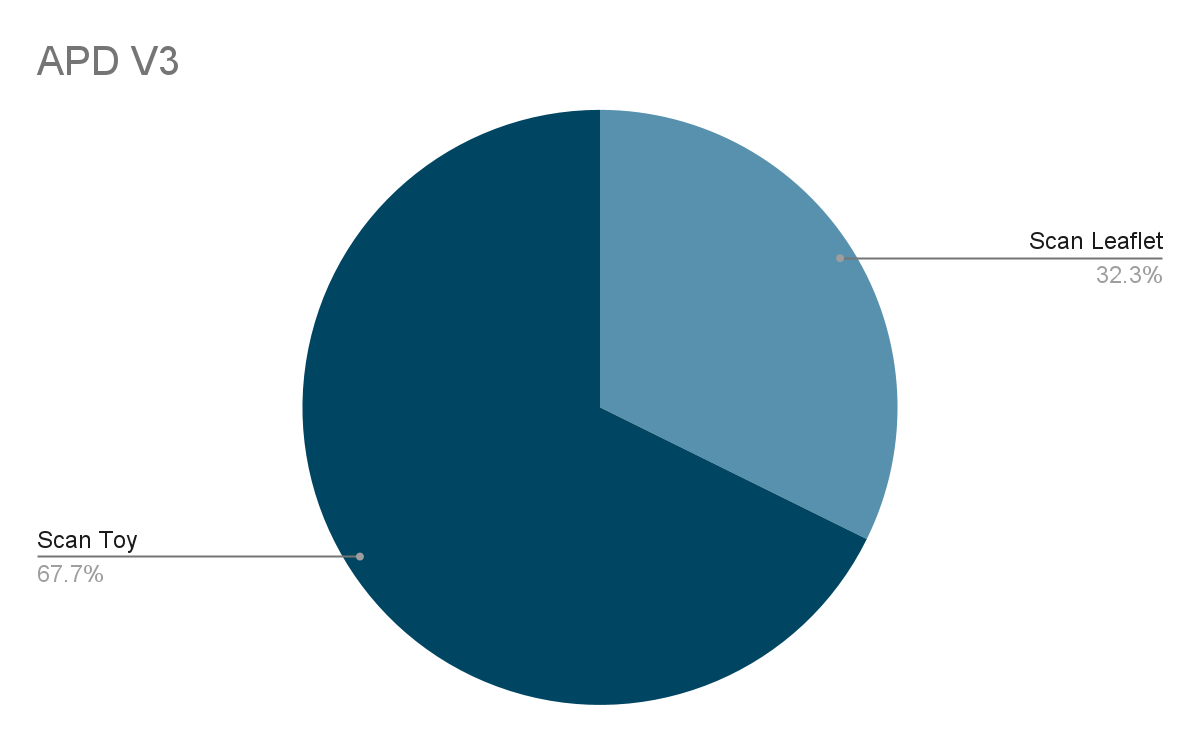 APD V3
Scan Leaflet
32.3%
Scan Toy
67.7%